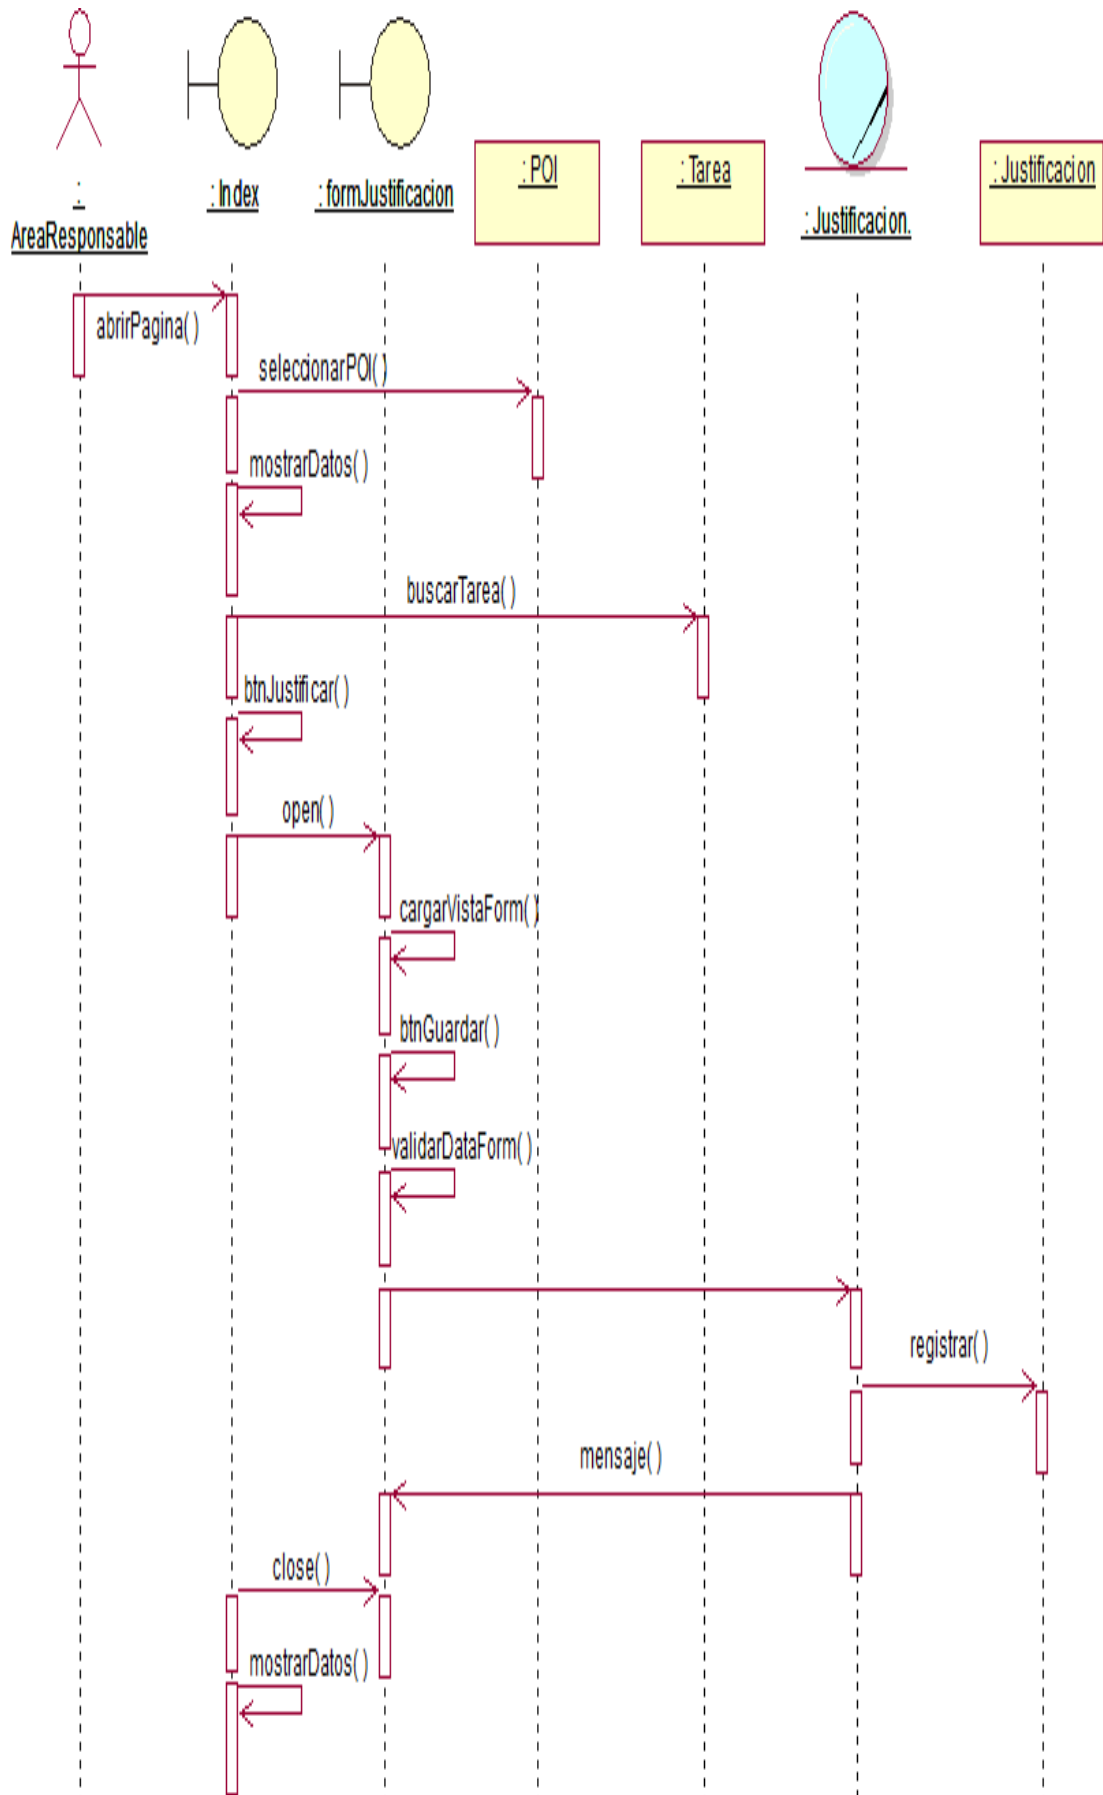 :
AreaResponsable
: Index
: formJustificacion
: POI
: Tarea
: Justificacion.
: Justificacion
abrirPagina( )
seleccionarPOI( )
mostrarDatos( )
buscarTarea( )
btnJustificar( )
open( )
cargarVistaForm( )
btnGuardar( )
validarDataForm( )
registrar( )
mensaje( )
close( )
mostrarDatos( )